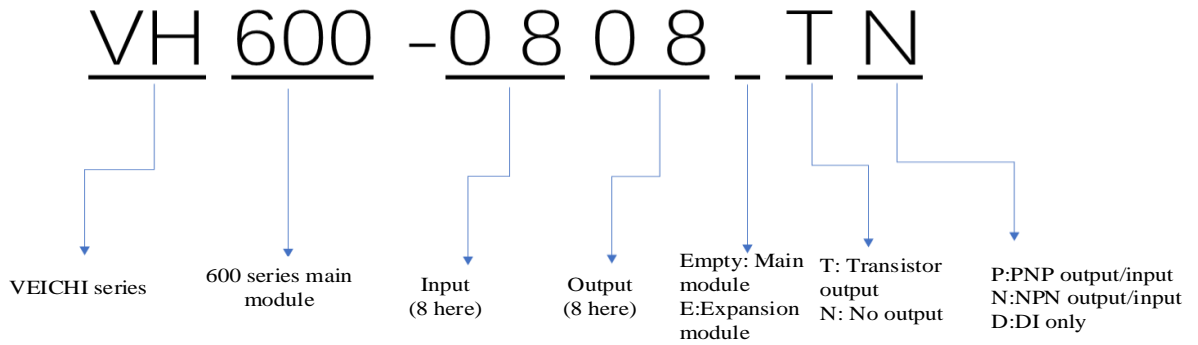 VH 600 -0 8 0 8 _ T N
VEICHI series
600 series main
module
Input
(8 here)
Output
(8 here)
Empty: Main
module
E:Expansion
module
T: Transistor
output
N: No output
P:PNP output/input
N:NPN output/input
D:DI only